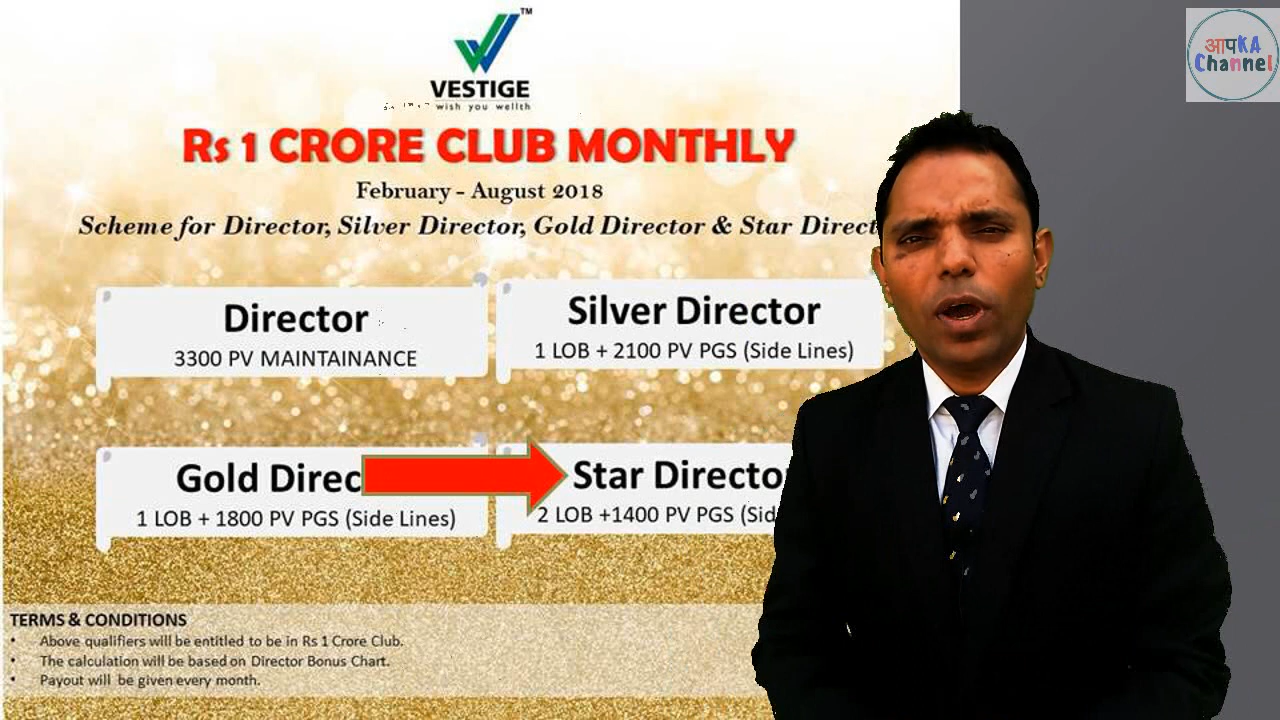 आपKA
Channel
TM
VESTIGE
wish you wellth
Rs 1 CRORE CLUB MONTHLY
February - August 2018
Scheme for Director, Silver Director, Gold Director & Star Direct
Director
3300 PV MAINTAINANCE
Silver Director
1 LOB + 2100 PV PGS (Side Lines)
Gold Direc
1 LOB + 1800 PV PGS (Side Lines)
Star Directo
2 LOB +1400 PV PGS (Sid
TERMS & CONDITIONS
• Above qualifiers will be entitled to be in Rs 1 Crore Club.
• The calculation will be based on Director Bonus Chart.
• Payout will be given every month.